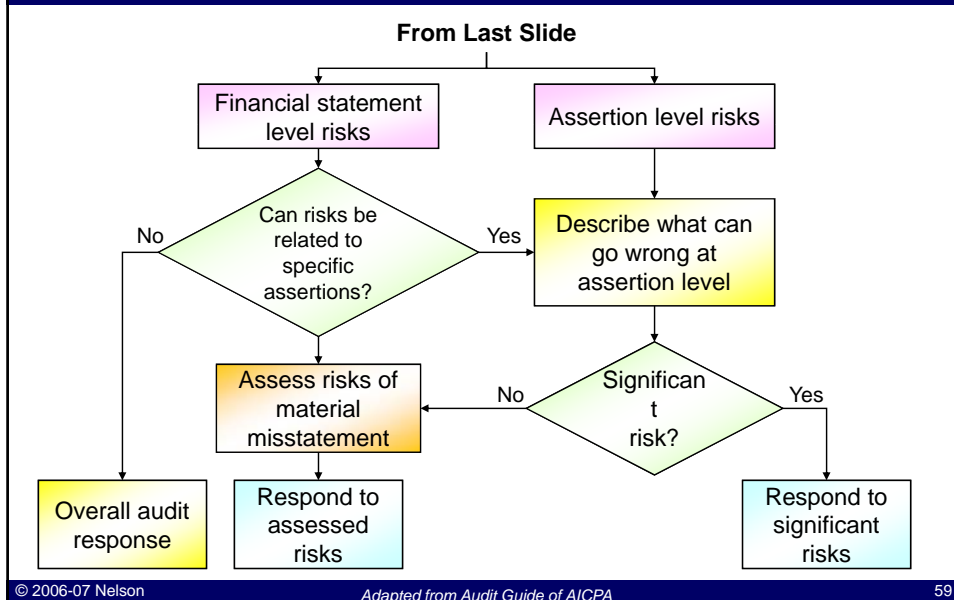 From Last Slide
Financial statement
level risks
Assertion level risks
Can risks be
related to
specific
assertions?
No
Yes
Describe what can
go wrong at
assertion level
Assess risks of
material
misstatement
No
Significan
t
risk?
Yes
Overall audit
response
Respond to
assessed
risks
Respond to
significant
risks
© 2006-07 Nelson
Adapted from Audit Guide of AICPA
59